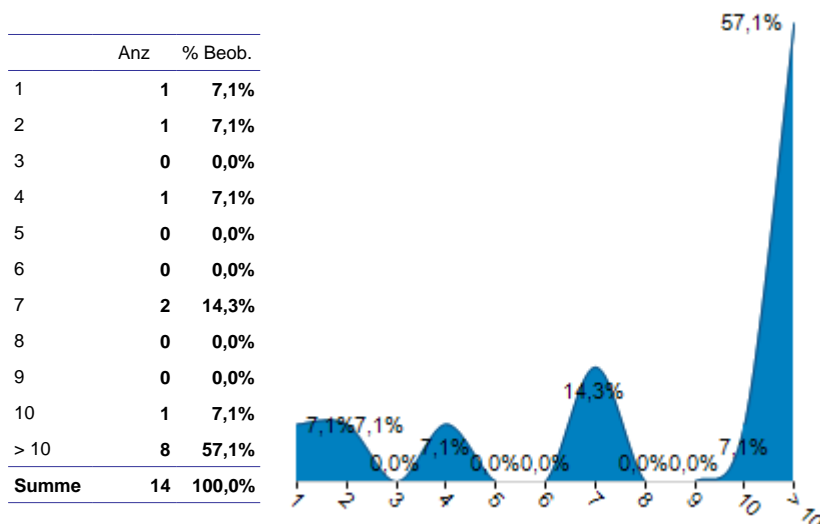 Anz % Beob.
1 1 7,1%
2 1 7,1%
3 0 0,0%
4 1 7,1%
5 0 0,0%
6 0 0,0%
7 2 14,3%
8 0 0,0%
9 0 0,0%
10 1 7,1%
> 10 8 57,1%
Summe 14 100,0%
57,1%
14,3%
7,1% 7,1%
7,1% 7,1%
0,0% 0,0% 0,0% 0,0% 0,0%
1 2 3 4 5 6 7 8 9 10 > 10